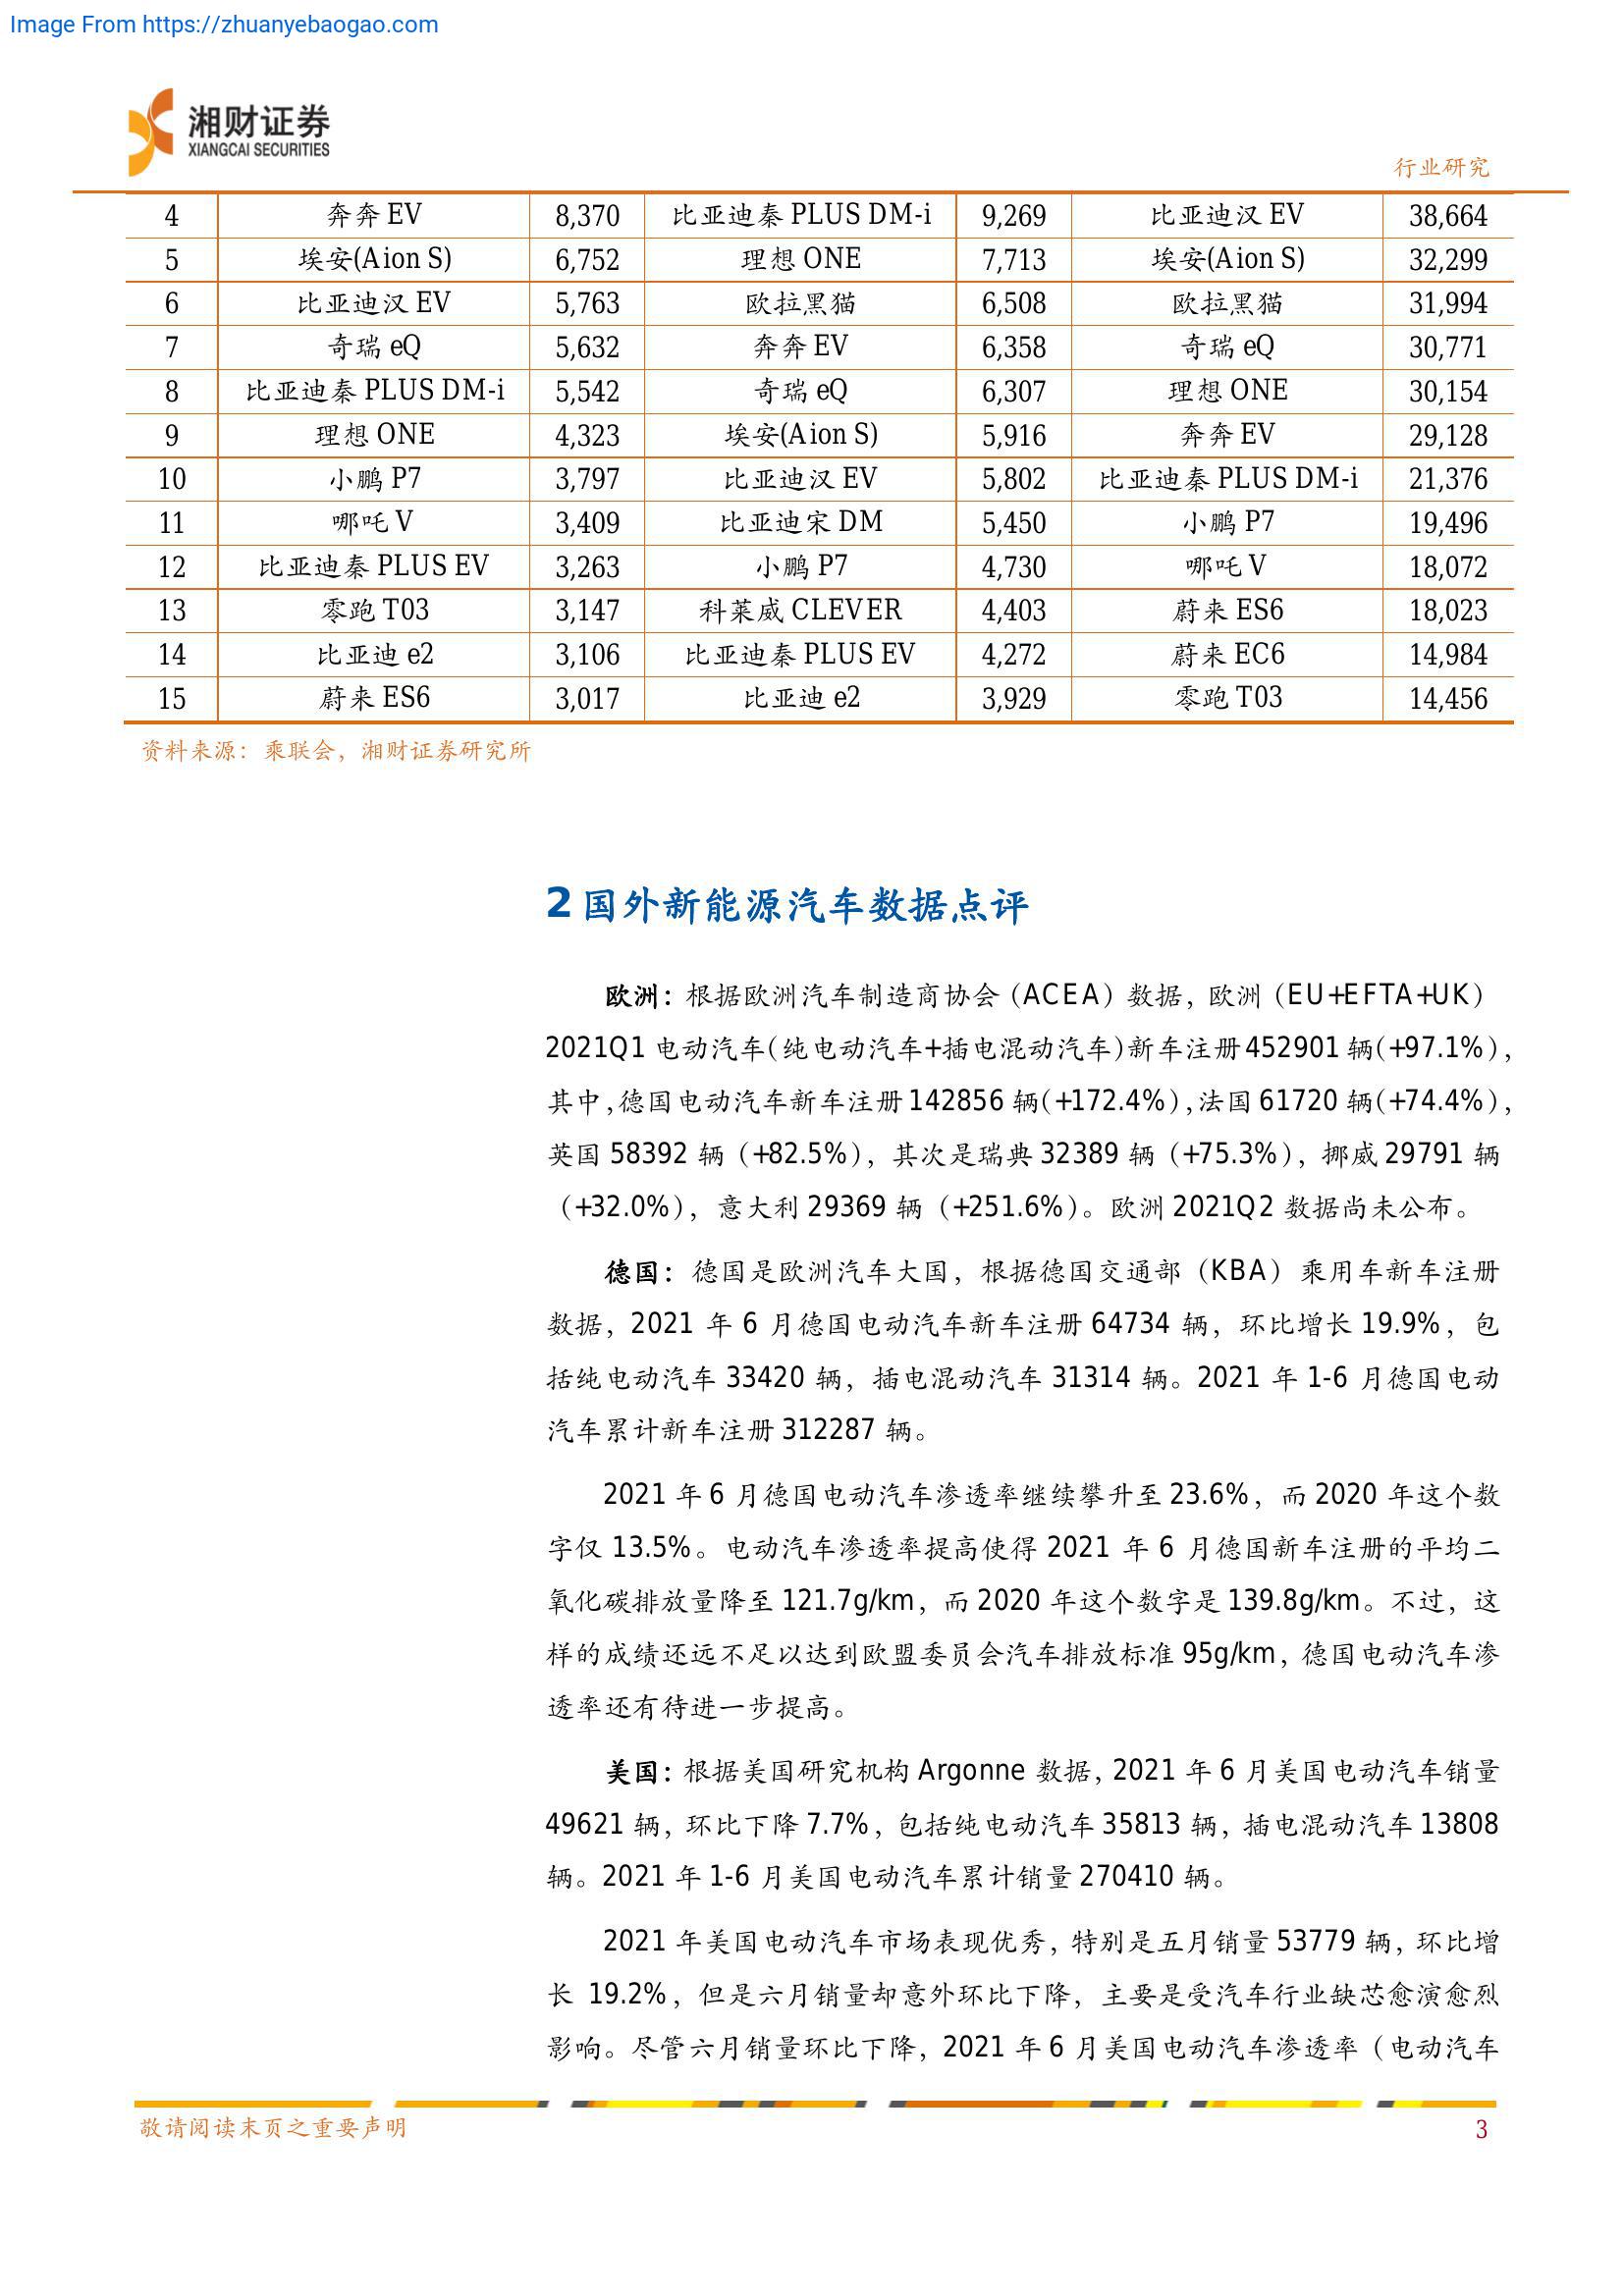 Image From https://zhuanyebaogao.com
湘财证券
XIANGCAI SECURITIES
行业研究
4 奔奔 EV 8,370 比亚迪秦 PLUS DM-i 9,269 比亚迪汉 EV 38,664
5 埃安(Aion S) 6,752 理想 ONE 7,713 埃安(Aion S) 32,299
6 比亚迪汉 EV 5,763 欧拉黑猫 6,508 欧拉黑猫 31,994
7 奇瑞 eQ 5,632 奔奔 EV 6,358 奇瑞 eQ 30,771
8 比亚迪秦 PLUS DM-i 5,542 奇瑞 eQ 6,307 理想 ONE 30,154
9 理想 ONE 4,323 埃安(Aion S) 5,916 奔奔 EV 29,128
10 小鹏 P7 3,797 比亚迪汉 EV 5,802 比亚迪秦 PLUS DM-i 21,376
11 哪吒 V 3,409 比亚迪宋 DM 5,450 小鹏 P7 19,496
12 比亚迪秦 PLUS EV 3,263 小鹏 P7 4,730 哪吒 V 18,072
13 零跑 T03 3,147 科莱威 CLEVER 4,403 蔚来 ES6 18,023
14 比亚迪 e2 3,106 比亚迪秦 PLUS EV 4,272 蔚来 EC6 14,984
15 蔚来 ES6 3,017 比亚迪 e2 3,929 零跑 T03 14,456
资料来源：乘联会，湘财证券研究所
2 国外新能源汽车数据点评
欧洲：根据欧洲汽车制造商协会（ACEA）数据，欧洲（EU+EFTA+UK）
2021Q1 电动汽车(纯电动汽车+插电混动汽车)新车注册 452901 辆(+97.1%)，
其中,德国电动汽车新车注册 142856 辆(+172.4%),法国 61720 辆(+74.4%)，
英国 58392 辆（+82.5%），其次是瑞典 32389 辆（+75.3%），挪威 29791 辆
（+32.0%），意大利 29369 辆（+251.6%）。欧洲 2021Q2 数据尚未公布。
德国：德国是欧洲汽车大国，根据德国交通部（KBA）乘用车新车注册
数据，2021 年 6 月德国电动汽车新车注册 64734 辆，环比增长 19.9%，包
括纯电动汽车 33420 辆，插电混动汽车 31314 辆。2021 年 1-6 月德国电动
汽车累计新车注册 312287 辆。
2021 年 6 月德国电动汽车渗透率继续攀升至 23.6%，而 2020 年这个数
字仅 13.5%。电动汽车渗透率提高使得 2021 年 6 月德国新车注册的平均二
氧化碳排放量降至 121.7g/km，而 2020 年这个数字是 139.8g/km。不过，这
样的成绩还远不足以达到欧盟委员会汽车排放标准 95g/km，德国电动汽车渗
透率还有待进一步提高。
美国：根据美国研究机构 Argonne 数据，2021 年 6 月美国电动汽车销量
49621 辆，环比下降 7.7%，包括纯电动汽车 35813 辆，插电混动汽车 13808
辆。2021 年 1-6 月美国电动汽车累计销量 270410 辆。
2021 年美国电动汽车市场表现优秀，特别是五月销量 53779 辆，环比增
长 19.2%，但是六月销量却意外环比下降，主要是受汽车行业缺芯愈演愈烈
影响。尽管六月销量环比下降，2021 年 6 月美国电动汽车渗透率（电动汽车
敬请阅读末页之重要声明
3